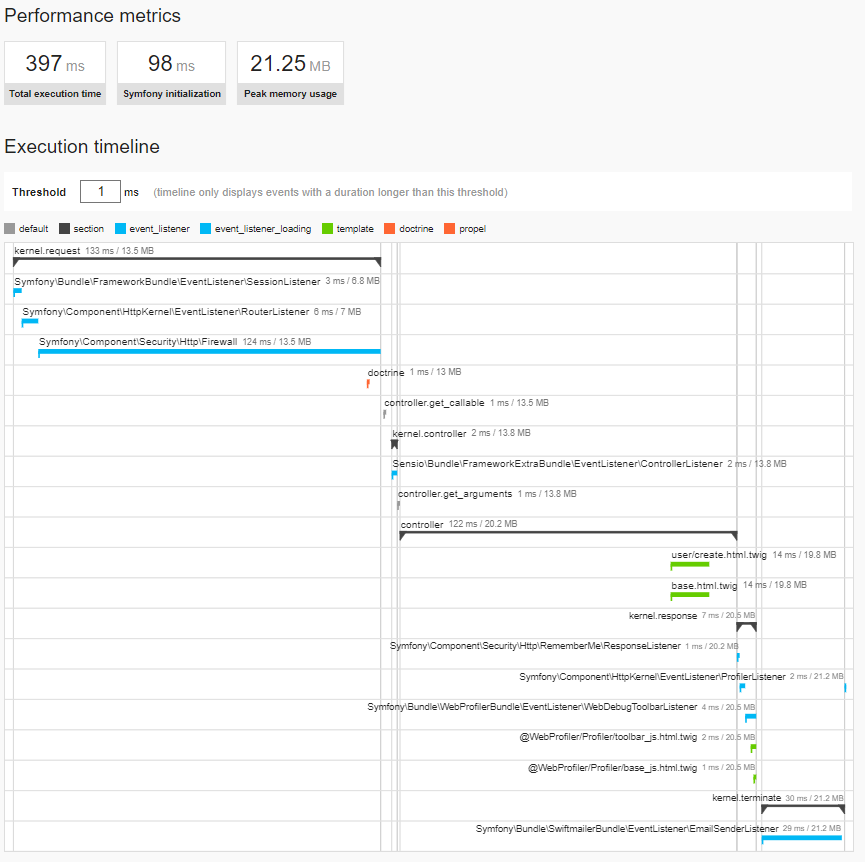 Performance metrics
397 ms
98 ms
21.25 MB
Total execution time
Symfony initialization
Peak memory usage
Execution timeline
Threshold 1 ms (timeline only displays events with a duration longer than this threshold)
default section event_listener event_listener_loading template doctrine propel
kernel.request 133 ms / 13.5 MB
Symfony\Bundle\FrameworkBundle\EventListener\SessionListener 3 ms / 6.8 MB
Symfony\Component\HttpKernel\EventListener\RouterListener 6 ms / 7 MB
Symfony\Component\Security\Http\Firewall 124 ms / 13.5 MB
doctrine 1 ms / 13 MB
controller.get_callable 1 ms / 13.5 MB
kernel.controller 2 ms / 13.8 MB
Sensio\Bundle\FrameworkExtraBundle\EventListener\ControllerListener 2 ms / 13.8 MB
controller.get_arguments 1 ms / 13.8 MB
controller 122 ms / 20.2 MB
user/create.html.twig 14 ms / 19.8 MB
base.html.twig 14 ms / 19.8 MB
kernel.response 7 ms / 20.5 MB
Symfony\Component\Security\Http\RememberMe\ResponseListener 1 ms / 20.2 MB
Symfony\Component\HttpKernel\EventListener\ProfilerListener 2 ms / 21.2 MB
Symfony\Bundle\WebProfilerBundle\EventListener\WebDebugToolbarListener 4 ms / 20.5 MB
@WebProfiler/Profiler/toolbar_js.html.twig 2 ms / 20.5 MB
@WebProfiler/Profiler/base_js.html.twig 1 ms / 20.5 MB
kernel.terminate 30 ms / 21.2 MB
Symfony\Bundle\SwiftmailerBundle\EventListener\EmailSenderListener 29 ms / 21.2 MB